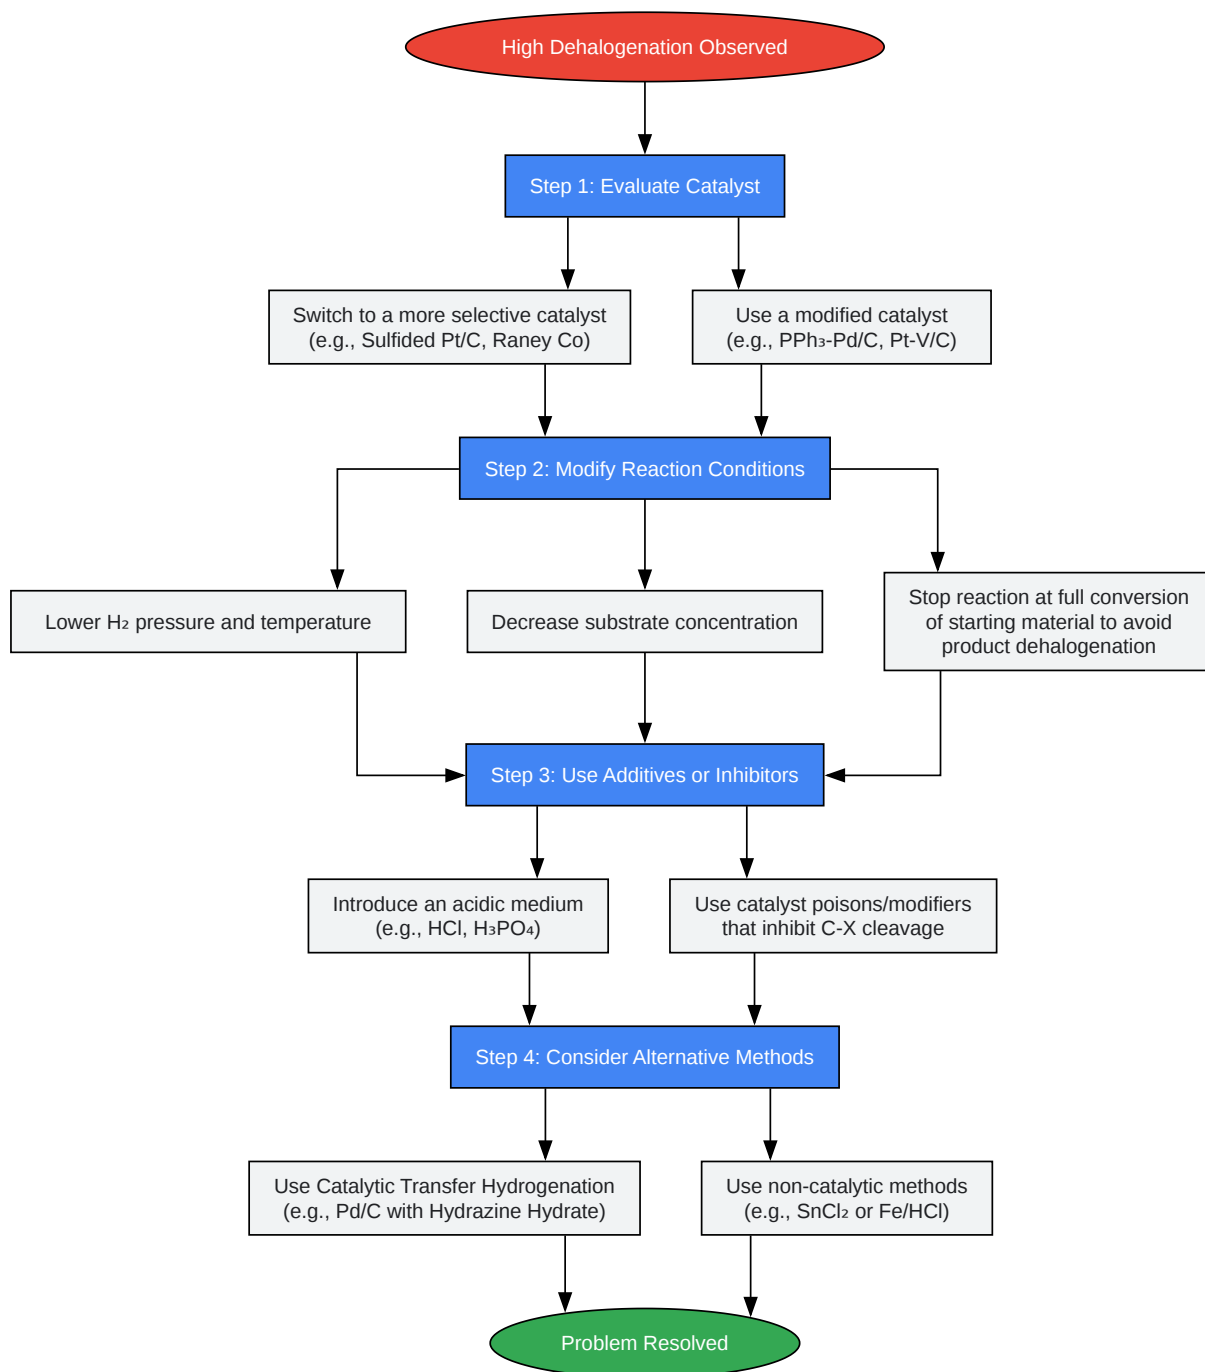 High Dehalogenation Observed
Step 1: Evaluate Catalyst
Switch to a more selective catalyst
(e.g., Sulfided Pt/C, Raney Co)
Use a modified catalyst
(e.g., PPh₃-Pd/C, Pt-V/C)
Step 2: Modify Reaction Conditions
Lower H₂ pressure and temperature
Decrease substrate concentration
Stop reaction at full conversion
of starting material to avoid
product dehalogenation
Step 3: Use Additives or Inhibitors
Introduce an acidic medium
(e.g., HCl, H₃PO₄)
Use catalyst poisons/modifiers
that inhibit C-X cleavage
Step 4: Consider Alternative Methods
Use Catalytic Transfer Hydrogenation
(e.g., Pd/C with Hydrazine Hydrate)
Use non-catalytic methods
(e.g., SnCl₂ or Fe/HCl)
Problem Resolved